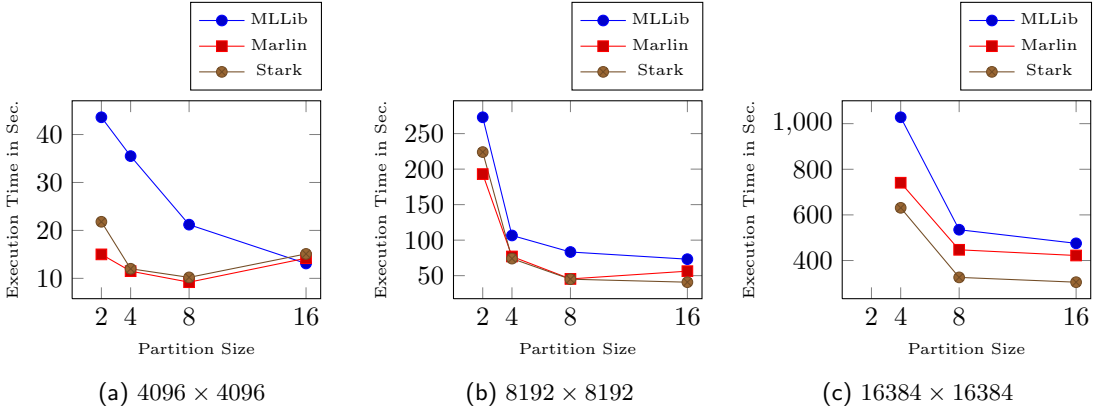 MLLib
Marlin
Stark
40
30
20
10
2 4 8 16
Execution Time in Sec.
Partition Size
(a) 4096 × 4096
MLLib
Marlin
Stark
250
200
150
100
50
2 4 8 16
Execution Time in Sec.
Partition Size
(b) 8192 × 8192
MLLib
Marlin
Stark
1,000
800
600
400
2 4 8 16
Execution Time in Sec.
Partition Size
(c) 16384 × 16384